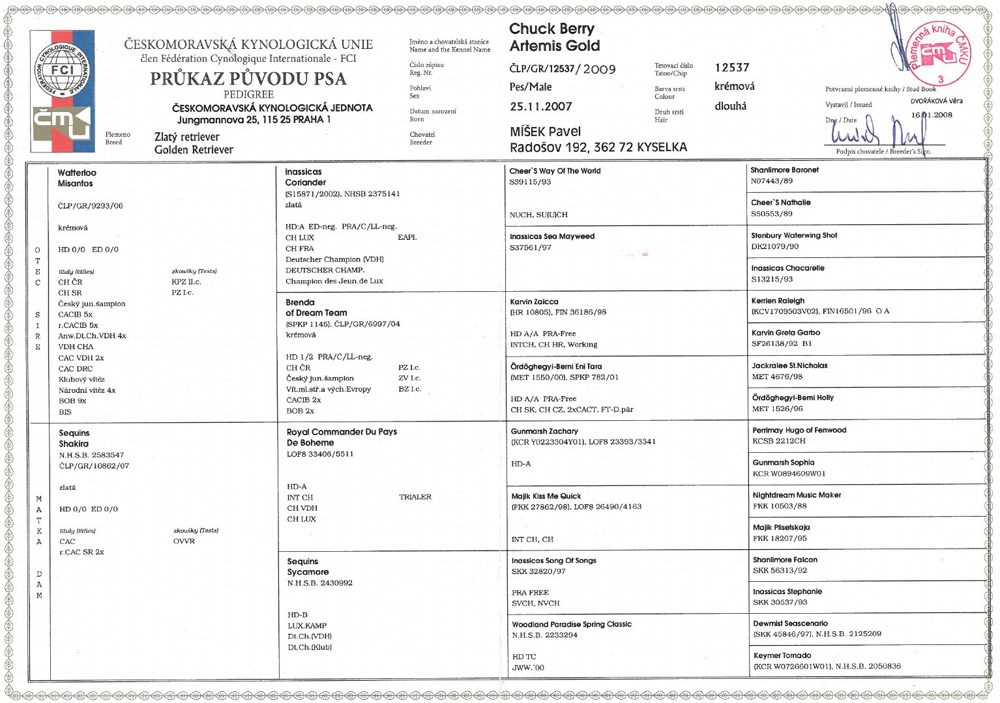 FEDERATION CYNOLOGIQUE INTERNATIONALE
FCI
ČMKU
ČESKOMORAVSKÁ KYNOLOGICKÁ UNIE
člen Fédération Cynologique Internationale - FCI
PRŮKAZ PŮVODU PSA
PEDIGREE
ČESKOMORAVSKÁ KYNOLOGICKÁ JEDNOTA
Jungmannova 25, 115 25 PRAHA 1
Plemeno
Breed
Zlatý retriever
Golden Retriever
Jméno a chovatelská stanice
Name and the Kennel Name
Chuck Berry
Artemis Gold
Číslo zápisu
Reg. Nr.
ČLP/GR/12537/2009
Pohlaví
Sex
Pes/Male
Datum narození
Born
25.11.2007
Chovatel
Breeder
MÍŠEK Pavel
Radošov 192, 362 72 KYSELKA
Tetovací číslo
Tatoo/Chip
12537
Barva srsti
Colour
krémová
Druh srsti
Hair
dlouhá
Plemenná kniha ČMKU
ČMKU
3
Potvrzení plemenné knihy / Stud Book
Vystavil / Issued
DVOŘÁKOVÁ Věra
Dne / Date
16.01.2008
Podpis chovatele / Breeder's Sign.
OTEC SIRE
Watterloo
Misantos
ČLP/GR/9293/06
krémová
HD 0/0 ED 0/0
tituly (titles) zkoušky (Tests)
CH ČR KPZ II.c.
CH SR PZ I.c.
Český jun.šampion
CACIB 5x
r.CACIB 5x
Anw.Dt.Ch.VDH 4x
VDH CHA
CAC VDH 2x
CAC DRC
Klubový vítěz
Národní vítěz 4x
BOB 9x
BIS
MATKA DAM
Sequins
Shakira
N.H.S.B. 2583547
ČLP/GR/10862/07
zlatá
HD 0/0 ED 0/0
tituly (titles) zkoušky (Tests)
CAC OVVR
r.CAC SR 2x
Inassicas
Coriander
(S15871/2002), NHSB 2375141
zlatá
HD:A ED-neg. PRA/C/LL-neg.
CH LUX EAPI.
CH FRA
Deutscher Champion (VDH)
DEUTSCHER CHAMP.
Champion des Jeun.de Lux
Brenda
of Dream Team
(SPKP 1145), ČLP/GR/6997/04
krémová
HD 1/2 PRA/C/LL-neg.
CH ČR PZ I.c.
Český jun.šampion ZV I.c.
Vít.ml.stř.a vých.Evropy BZ I.c.
CACIB 2x
BOB 2x
Royal Commander Du Pays
De Boheme
LOF8 33406/5511
HD-A
INT CH TRIALER
CH VDH
CH LUX
Sequins
Sycamore
N.H.S.B. 2430992
HD-B
LUX.KAMP
Dt.Ch.(VDH)
Dt.Ch.(Klub)
Cheer`S Way Of The World
S39115/93
NUCH, SU(U)CH
Inassicas Sea Mayweed
S37561/97
Karvin Zaicca
(HR 10805), FIN 36186/98
HD A/A PRA-Free
INTCH, CH HR, Working
Ördöghegyi-Berni Eni Tara
(MET 1550/00), SPKP 782/01
HD A/A PRA-Free
CH SK, CH CZ, 2xCACT, FT-D.pár
Gunmarsh Zachary
(KCR Y0223304Y01), LOF8 23393/3341
HD-A
Majik Kiss Me Quick
(FKK 27862/98), LOF8 26490/4163
INT CH, CH
Inassicas Song Of Songs
SKK 32820/97
PRA FREE
SVCH, NVCH
Woodland Paradise Spring Classic
N.H.S.B. 2233294
HD TC
JWW.`00
Shanlimore Baronet
N07443/89
Cheer`S Nathalie
S50553/89
Stenbury Waterwing Shot
DK21079/90
Inassicas Chacarelle
S13215/93
Kerrien Raleigh
(KCV1709503V02), FIN16501/96 O A
Karvin Greta Garbo
SF26138/92 B1
Jackralee St.Nicholas
MET 4676/98
Ördöghegyi-Berni Holly
MET 1526/96
Perrimay Hugo of Fenwood
KCSB 2212CH
Gunmarsh Sophia
KCR W0894609W01
Nightdream Music Maker
FKK 10503/88
Majik Plisetskaja
FKK 18207/95
Shanlimore Falcon
SKK 56313/92
Inassicas Stephanie
SKK 30537/93
Dewmist Seascenario
(SKK 45846/97), N.H.S.B. 2125209
Keymer Tornado
(KCR W0726601W01), N.H.S.B. 2050836